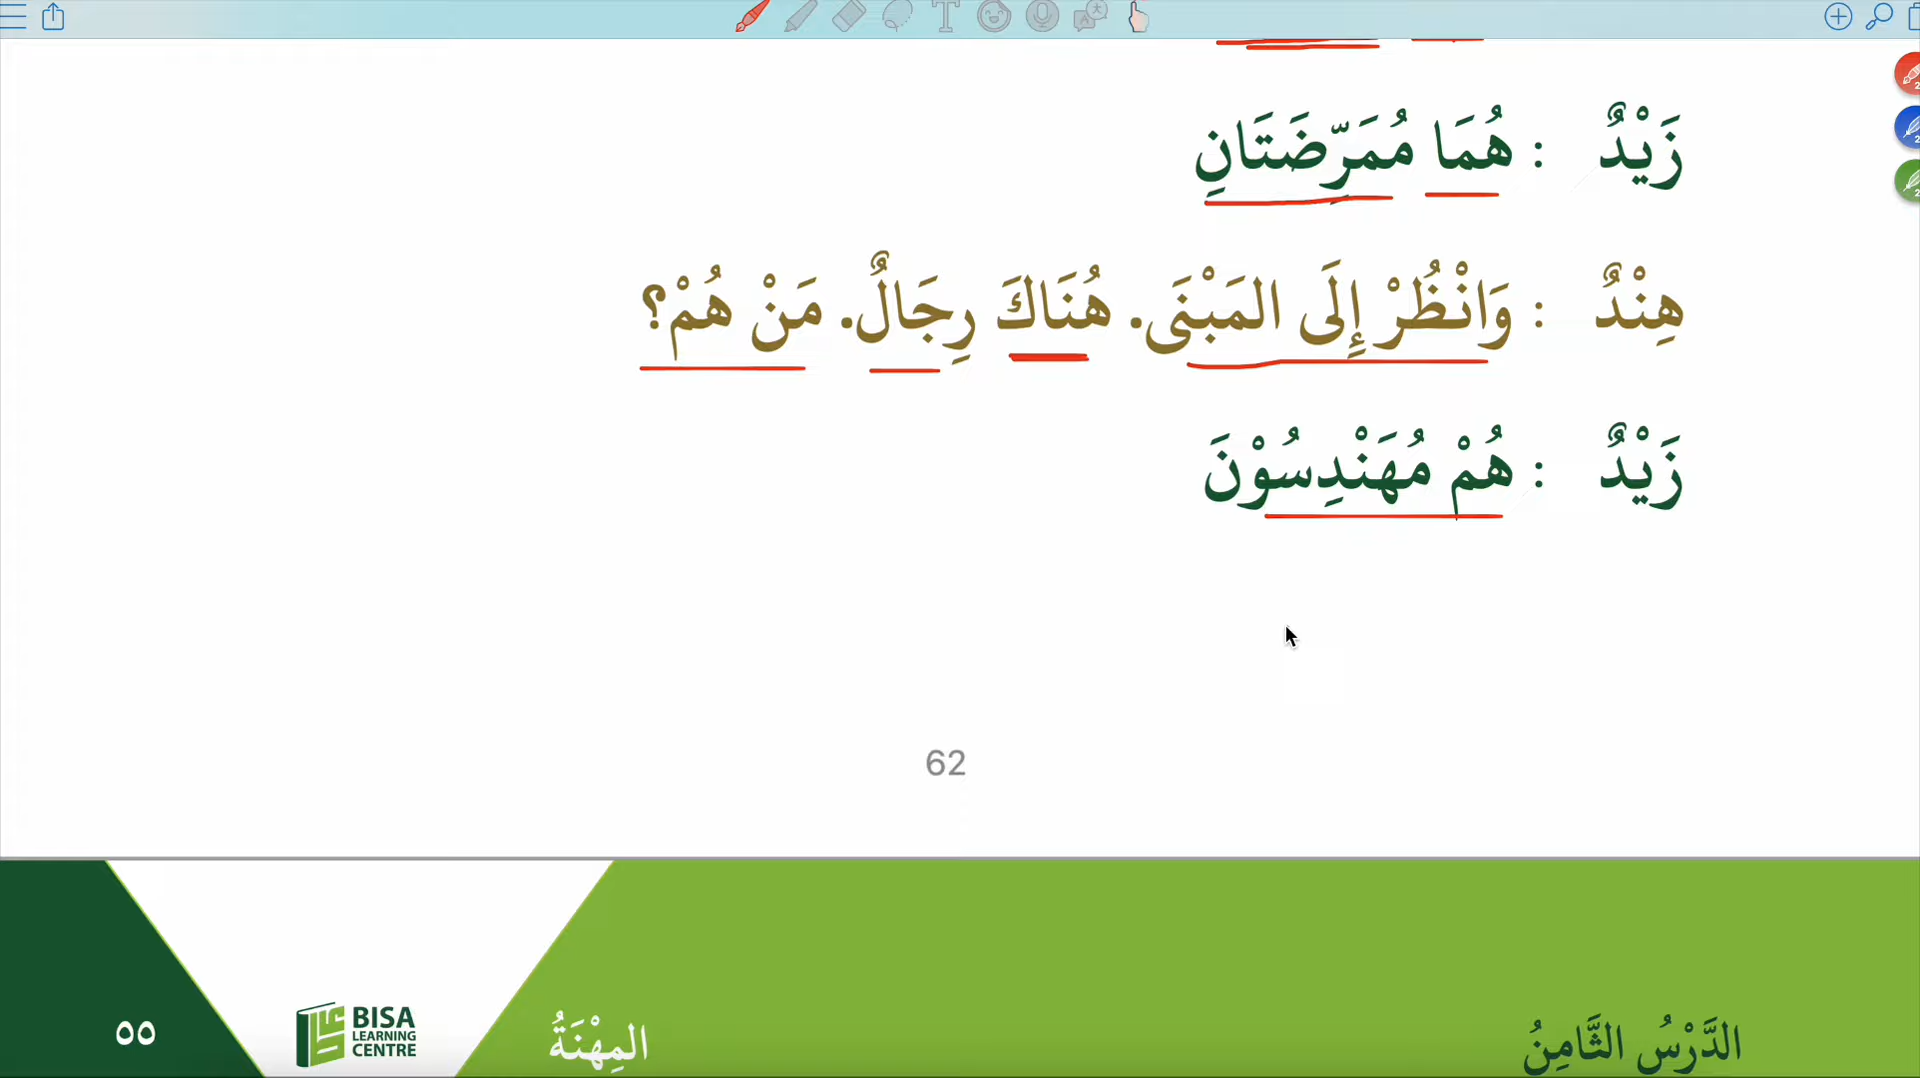 زَيْدٌ : هُمَا مُمَرِّضَتَانِ
هِنْدٌ : وَانْظُرْ إِلَى المَبْنَى. هُنَاكَ رِجَالٌ. مَنْ هُمْ؟
زَيْدٌ : هُمْ مُهَنْدِسُوْنَ
62
الدَّرْسُ الثَّامِنُ
المِهْنَةُ
BISA
LEARNING
CENTRE
٥٥